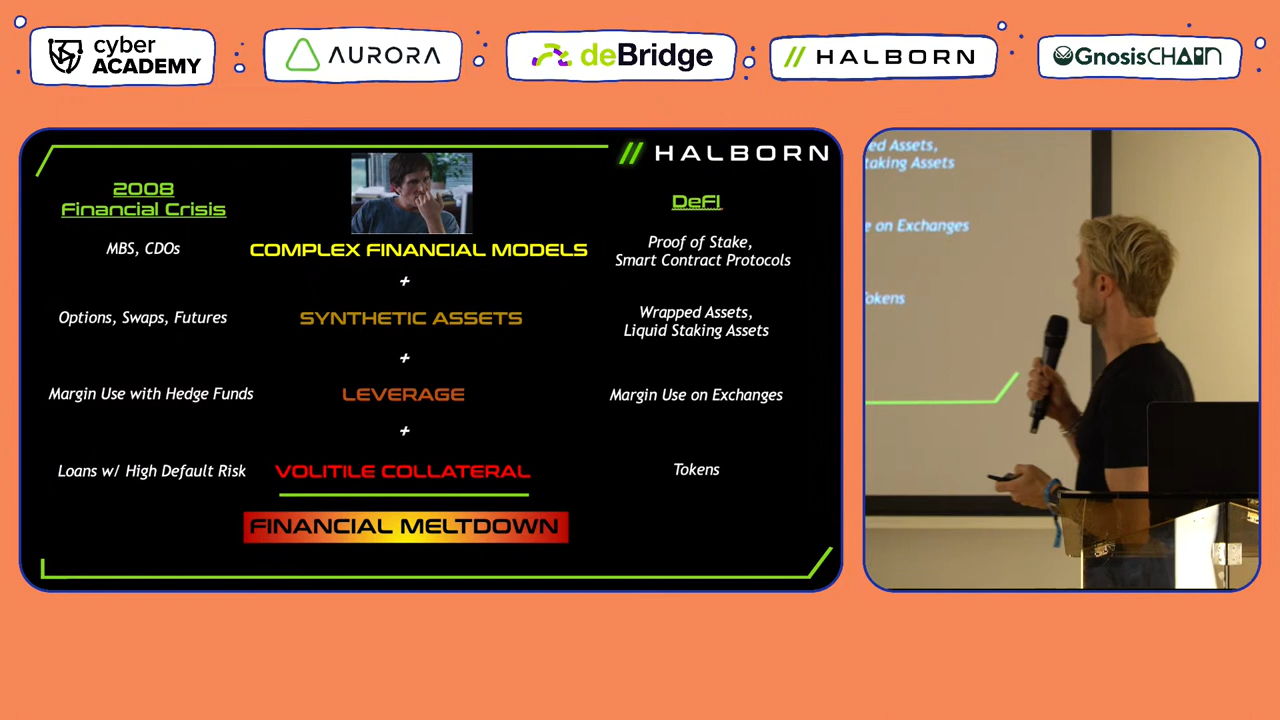 cyber
ACADEMY
AURORA
deBridge
// HALBORN
GnosisCHAIN
// HALBORN
2008
Financial Crisis
DeFI
MBS, CDOs
COMPLEX FINANCIAL MODELS
Proof of Stake,
Smart Contract Protocols
+
Options, Swaps, Futures
SYNTHETIC ASSETS
Wrapped Assets,
Liquid Staking Assets
+
Margin Use with Hedge Funds
LEVERAGE
Margin Use on Exchanges
+
Loans w/ High Default Risk
VOLITILE COLLATERAL
Tokens
FINANCIAL MELTDOWN
ed Assets,
taking Assets
e on Exchanges
Tokens